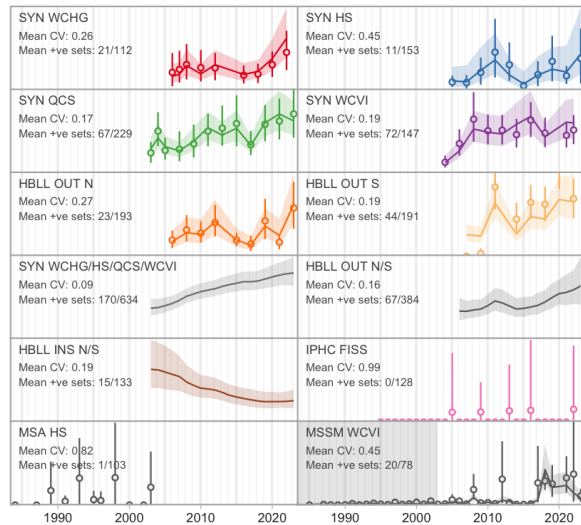 SYN WCHG
Mean CV: 0.26
Mean +ve sets: 21/112
SYN HS
Mean CV: 0.45
Mean +ve sets: 11/153
SYN QCS
Mean CV: 0.17
Mean +ve sets: 67/229
SYN WCVI
Mean CV: 0.19
Mean +ve sets: 72/147
HBLL OUT N
Mean CV: 0.27
Mean +ve sets: 23/193
HBLL OUT S
Mean CV: 0.19
Mean +ve sets: 44/191
SYN WCHG/HS/QCS/WCVI
Mean CV: 0.09
Mean +ve sets: 170/634
HBLL OUT N/S
Mean CV: 0.16
Mean +ve sets: 67/384
HBLL INS N/S
Mean CV: 0.19
Mean +ve sets: 15/133
IPHC FISS
Mean CV: 0.99
Mean +ve sets: 0/128
MSA HS
Mean CV: 0.82
Mean +ve sets: 1/103
MSSM WCVI
Mean CV: 0.45
Mean +ve sets: 20/78
1990 2000 2010 2020 1990 2000 2010 2020